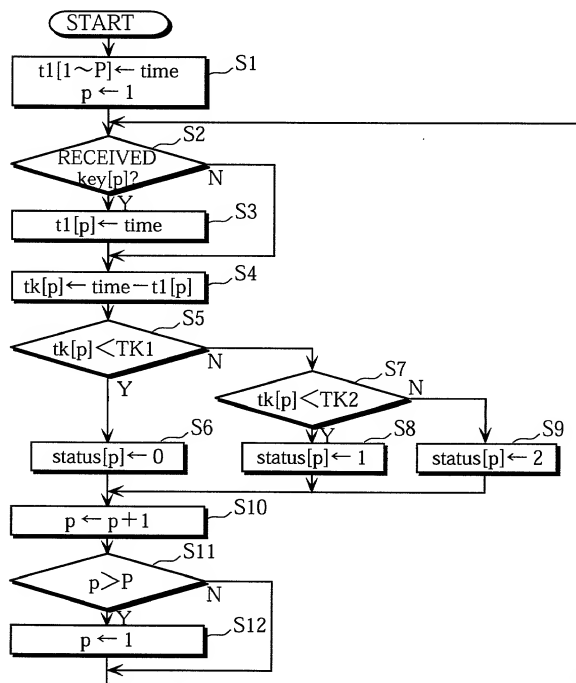 START
S1
t1[1~P]←time
p←1
S2
RECEIVED
key[p]?
N
Y
S3
t1[p]←time
S4
tk[p]←time−t1[p]
S5
tk[p]<TK1
N
Y
S7
tk[p]<TK2
N
Y
S6
status[p]←0
S8
status[p]←1
S9
status[p]←2
S10
p←p+1
S11
p>P
N
Y
S12
p←1